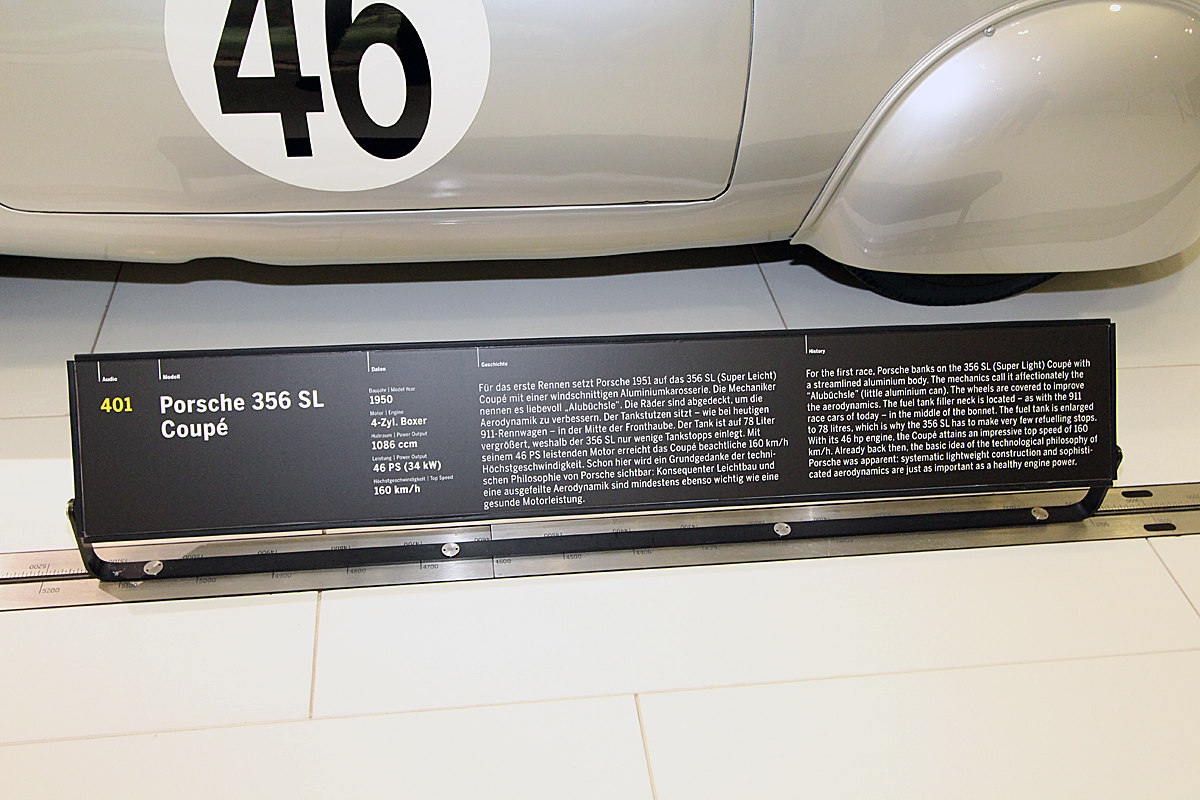 46
Audio
401
Modell
Porsche 356 SL
Coupé
Daten
Baujahr | Model Year
1950
Motor | Engine
4-Zyl. Boxer
Hubraum | Power Output
1086 ccm
Leistung | Power Output
46 PS (34 kW)
Höchstgeschwindigkeit | Top Speed
160 km/h
Geschichte
Für das erste Rennen setzt Porsche 1951 auf das 356 SL (Super Leicht)
Coupé mit einer windschnittigen Aluminiumkarosserie. Die Mechaniker
nennen es liebevoll „Alubüchsle“. Die Räder sind abgedeckt, um die
Aerodynamik zu verbessern. Der Tankstutzen sitzt – wie bei heutigen
911-Rennwagen – in der Mitte der Fronthaube. Der Tank ist auf 78 Liter
vergrößert, weshalb der 356 SL nur wenige Tankstopps einlegt. Mit
seinem 46 PS leistenden Motor erreicht das Coupé beachtliche 160 km/h
Höchstgeschwindigkeit. Schon hier wird ein Grundgedanke der techni-
schen Philosophie von Porsche sichtbar: Konsequenter Leichtbau und
eine ausgefeilte Aerodynamik sind mindestens ebenso wichtig wie eine
gesunde Motorleistung.
History
For the first race, Porsche banks on the 356 SL (Super Light) Coupé with
a streamlined aluminium body. The mechanics call it affectionately the
“Alubüchsle” (little aluminium can). The wheels are covered to improve
the aerodynamics. The fuel tank filler neck is located – as with the 911
race cars of today – in the middle of the bonnet. The fuel tank is enlarged
to 78 litres, which is why the 356 SL has to make very few refuelling stops.
With its 46 hp engine, the Coupé attains an impressive top speed of 160
km/h. Already back then, the basic idea of the technological philosophy of
Porsche was apparent: systematic lightweight construction and sophisti-
cated aerodynamics are just as important as a healthy engine power.
5200
5200
5000
4900
4800
4700
4600
4500
4400